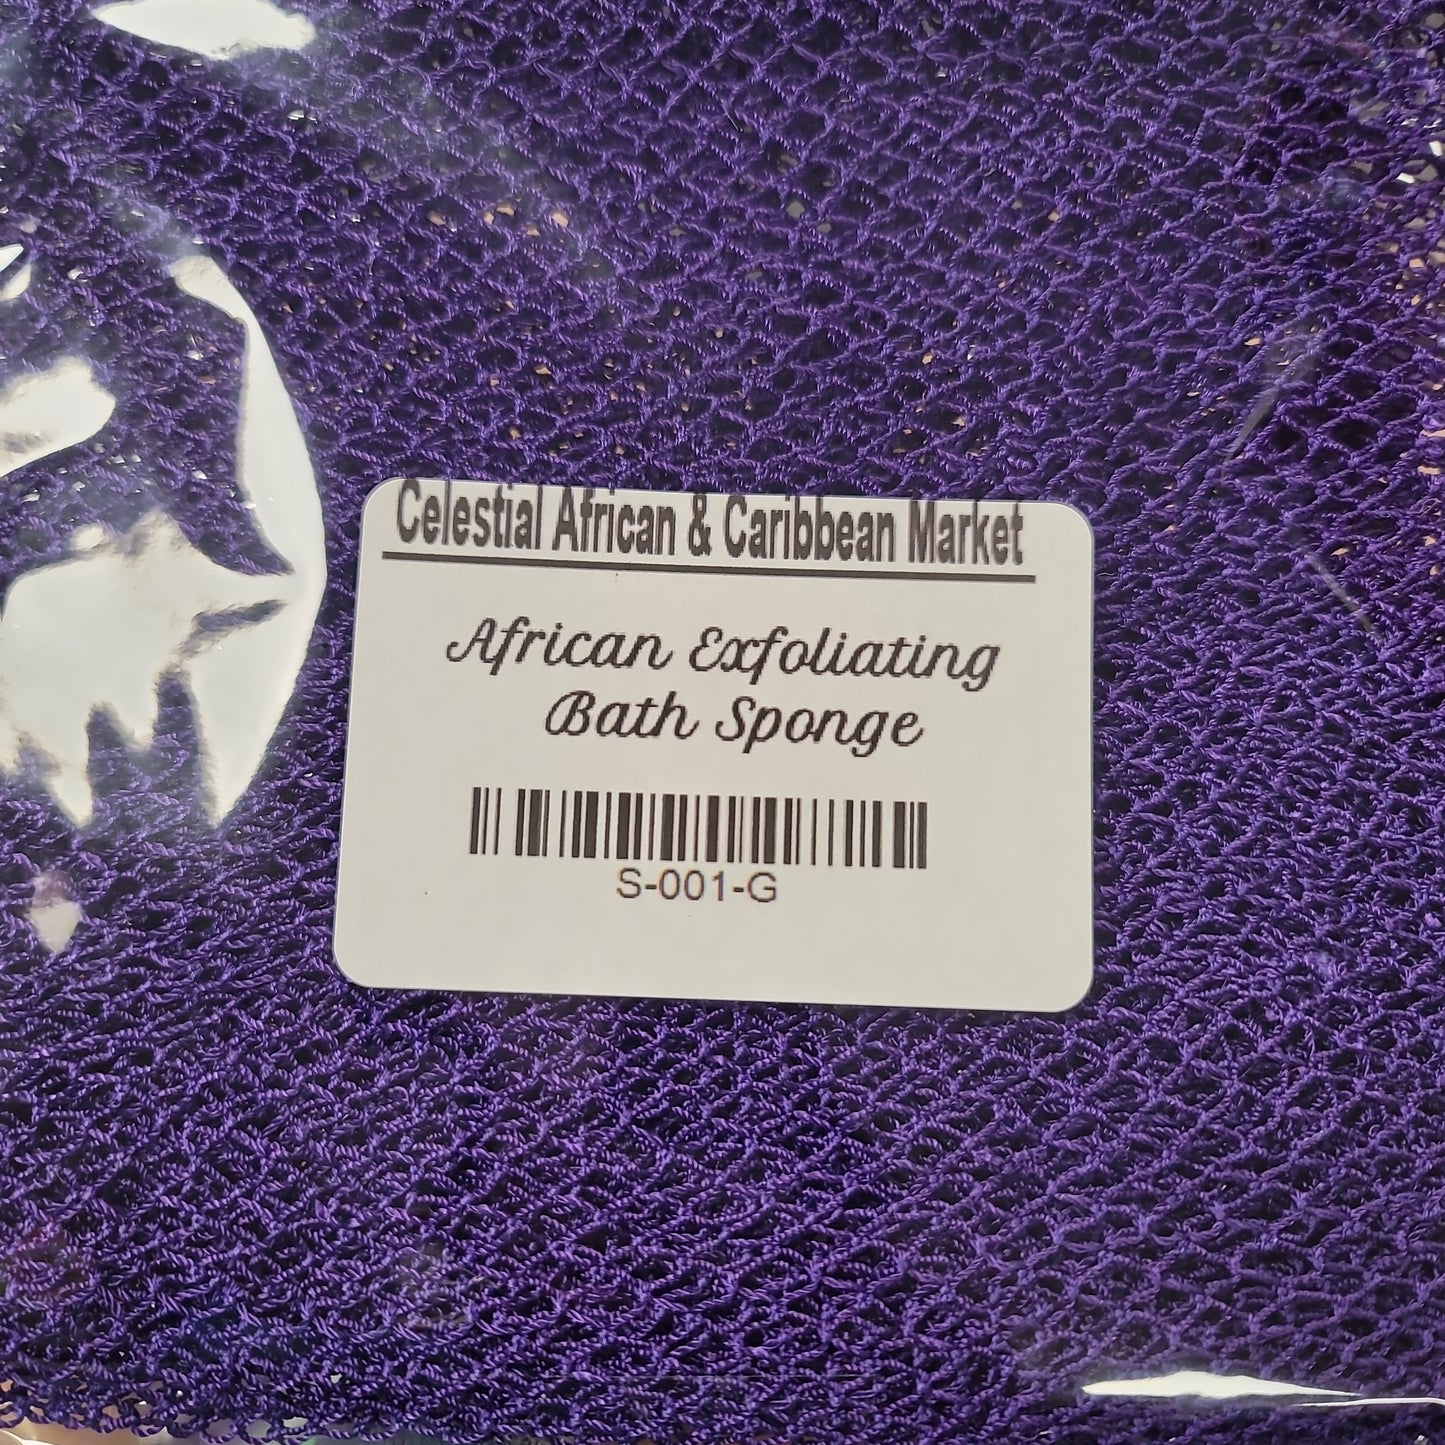 Celestial African & Caribbean Market
African Exfoliating
Bath Sponge
S-001-G